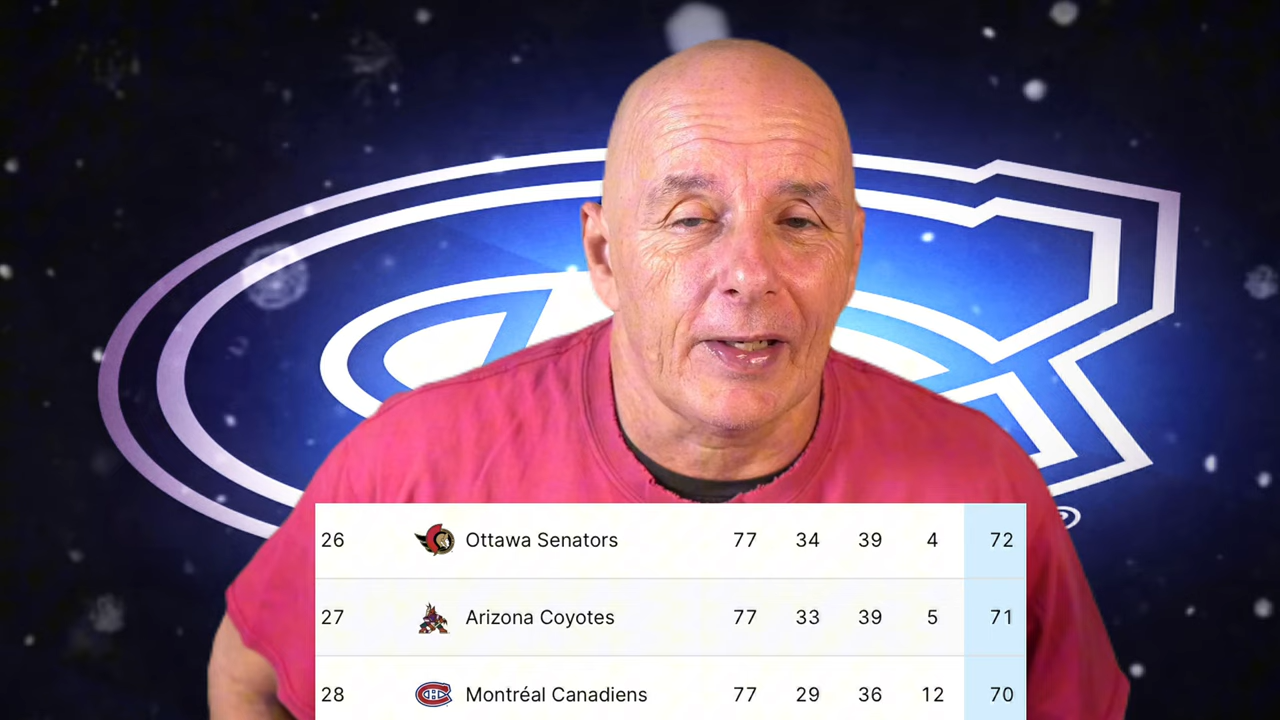 26 Ottawa Senators 77 34 39 4 72
27 Arizona Coyotes 77 33 39 5 71
28 Montréal Canadiens 77 29 36 12 70